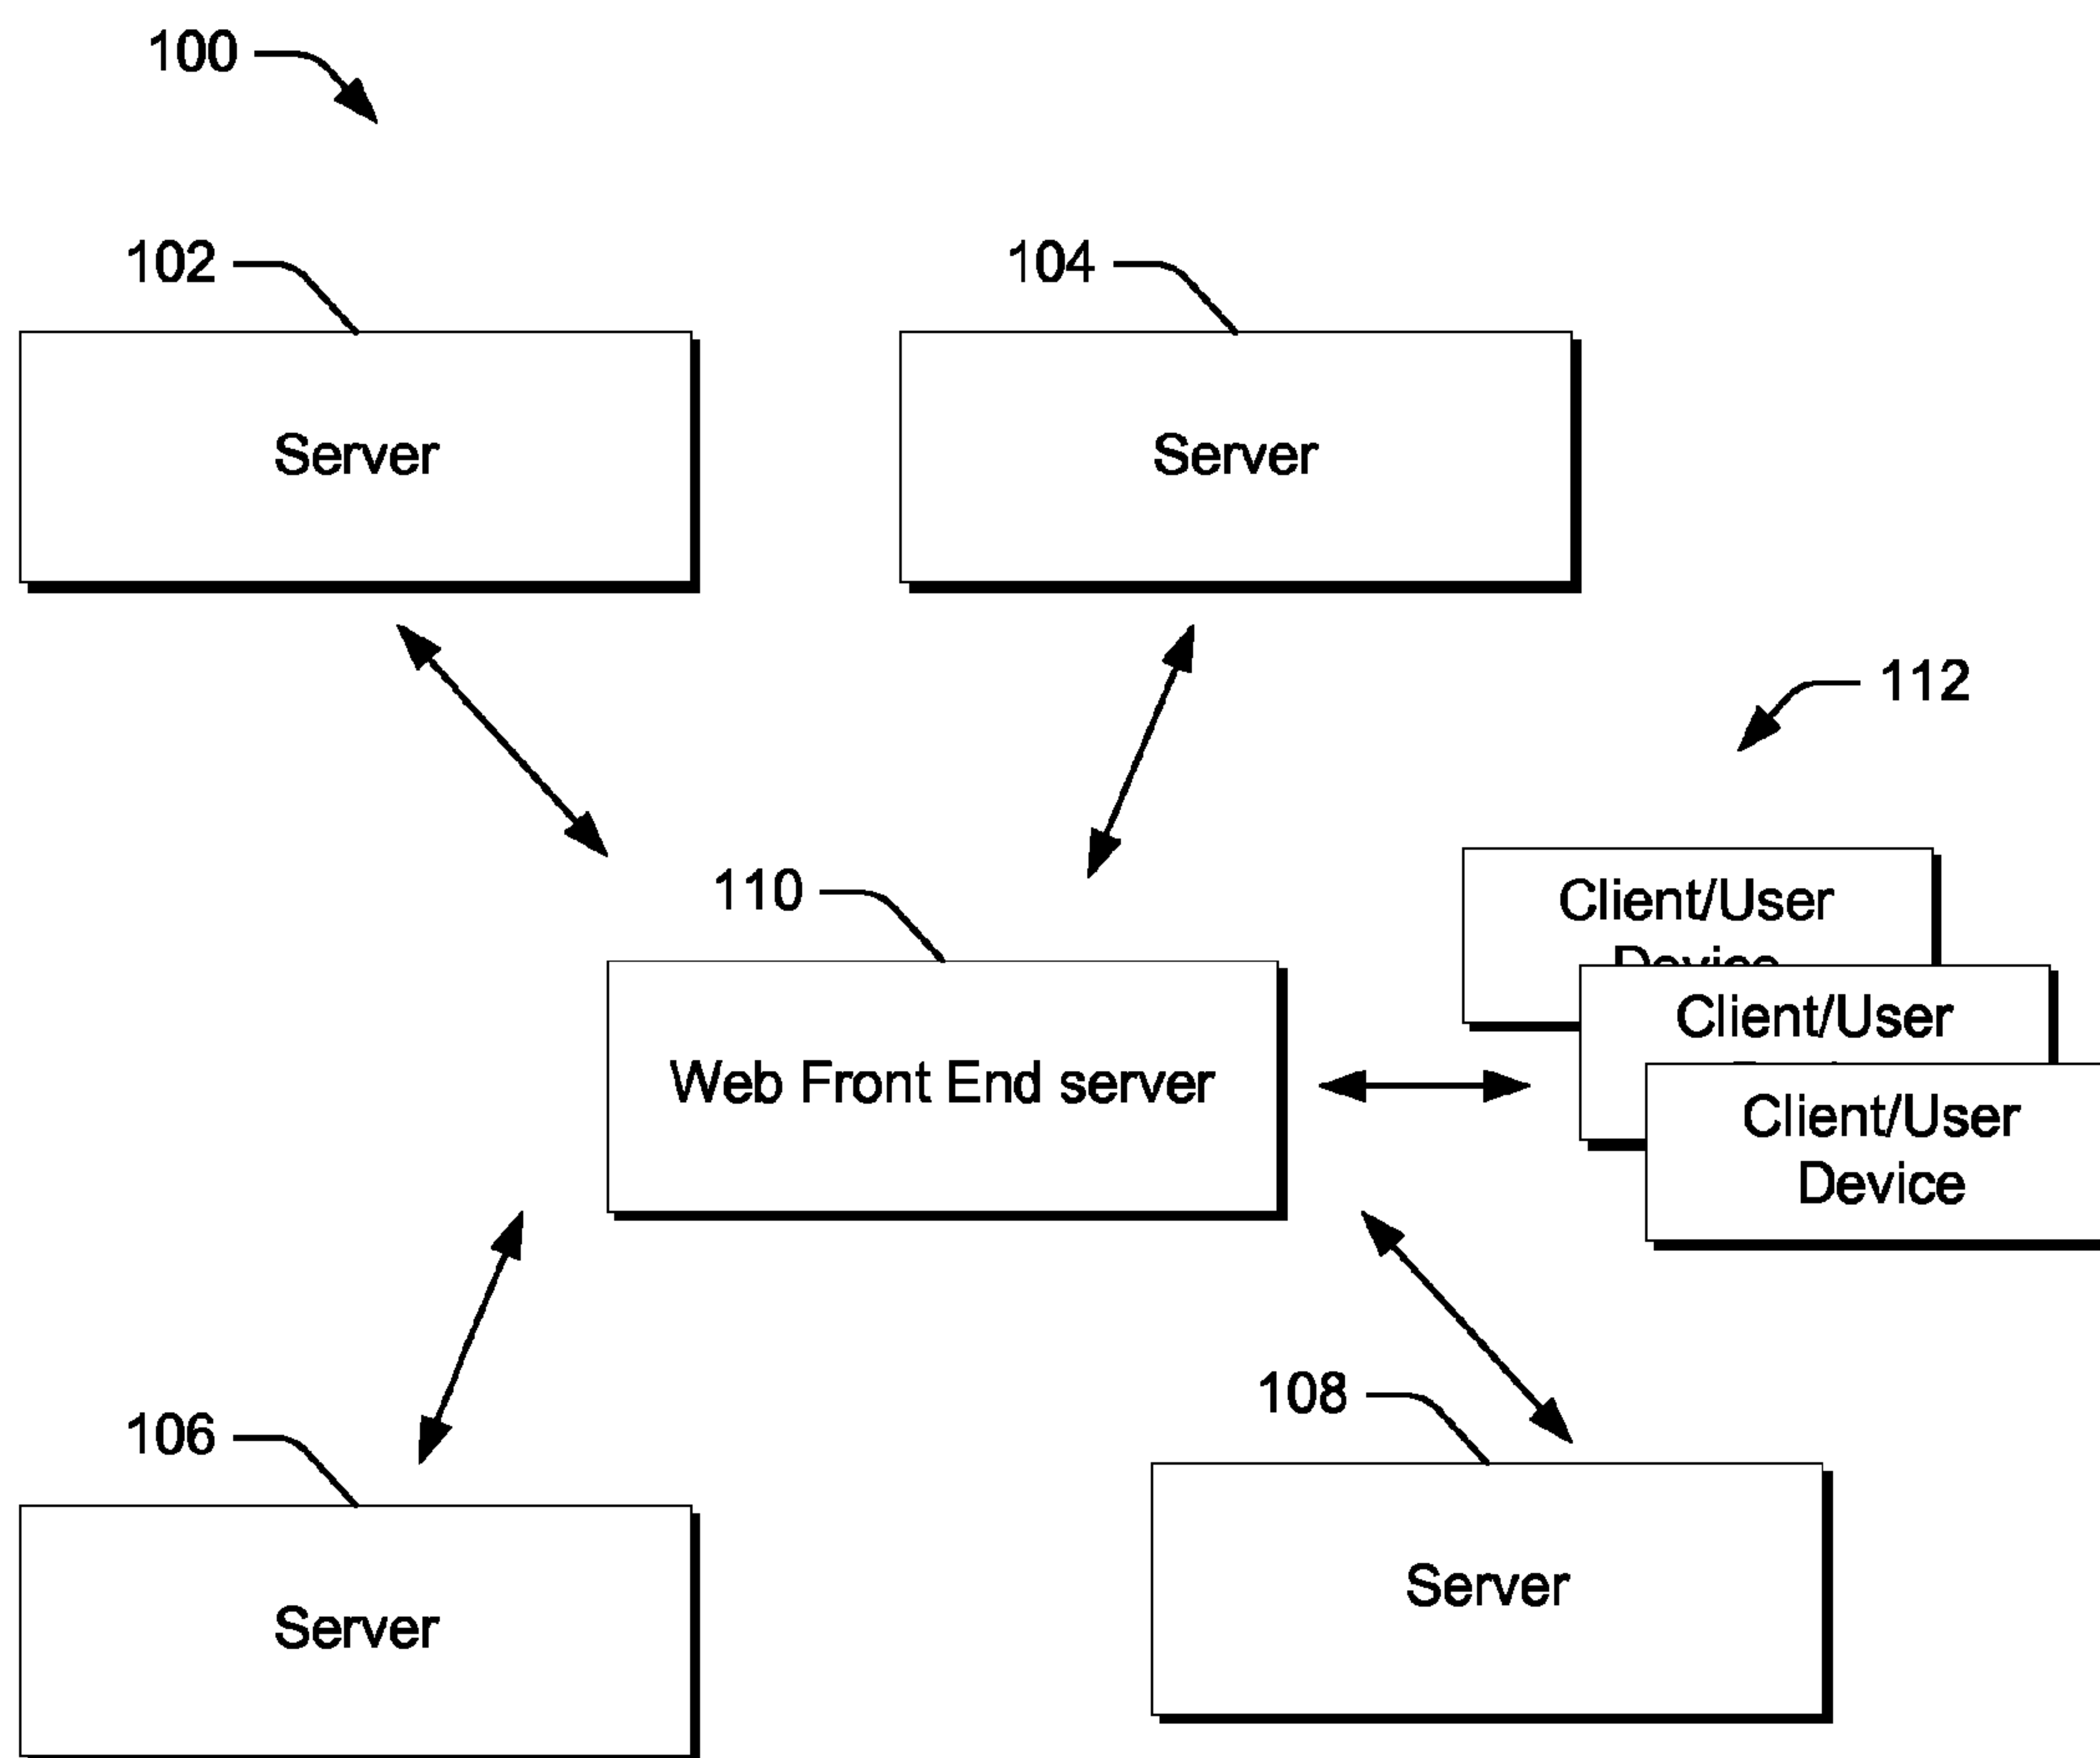 100
102
104
Server
Server
112
110
Client/User
Device
Client/User
Web Front End server
Client/User
Device
108
106
Server
Server